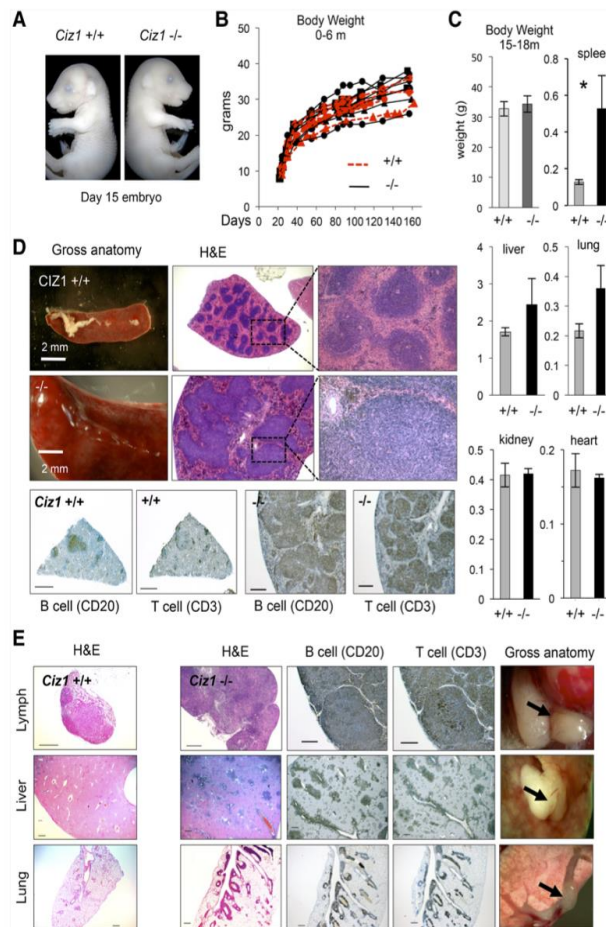 A
Ciz1 +/+
Ciz1 -/-
Day 15 embryo
B
Body Weight
0-6 m
grams
50
40
30
20
10
0
+/+
-/-
Days 0 20 40 60 80 100 120 140 160
C
Body Weight
15-18m
weight (g)
50
40
30
20
10
0
+/+ -/-
spleen
*
0.8
0.6
0.4
0.2
0
+/+ -/-
liver
4
3
2
1
0
+/+ -/-
lung
0.5
0.4
0.3
0.2
0.1
0
+/+ -/-
kidney
0.5
0.4
0.3
0.2
0.1
0
+/+ -/-
heart
0.2
0.1
0
+/+ -/-
D
Gross anatomy
H&E
CIZ1 +/+
2 mm
-/-
2 mm
Ciz1 +/+
+/+
-/-
-/-
B cell (CD20)
T cell (CD3)
B cell (CD20)
T cell (CD3)
E
H&E
H&E
B cell (CD20)
T cell (CD3)
Gross anatomy
Lymph
Ciz1 +/+
Ciz1 -/-
Liver
Lung